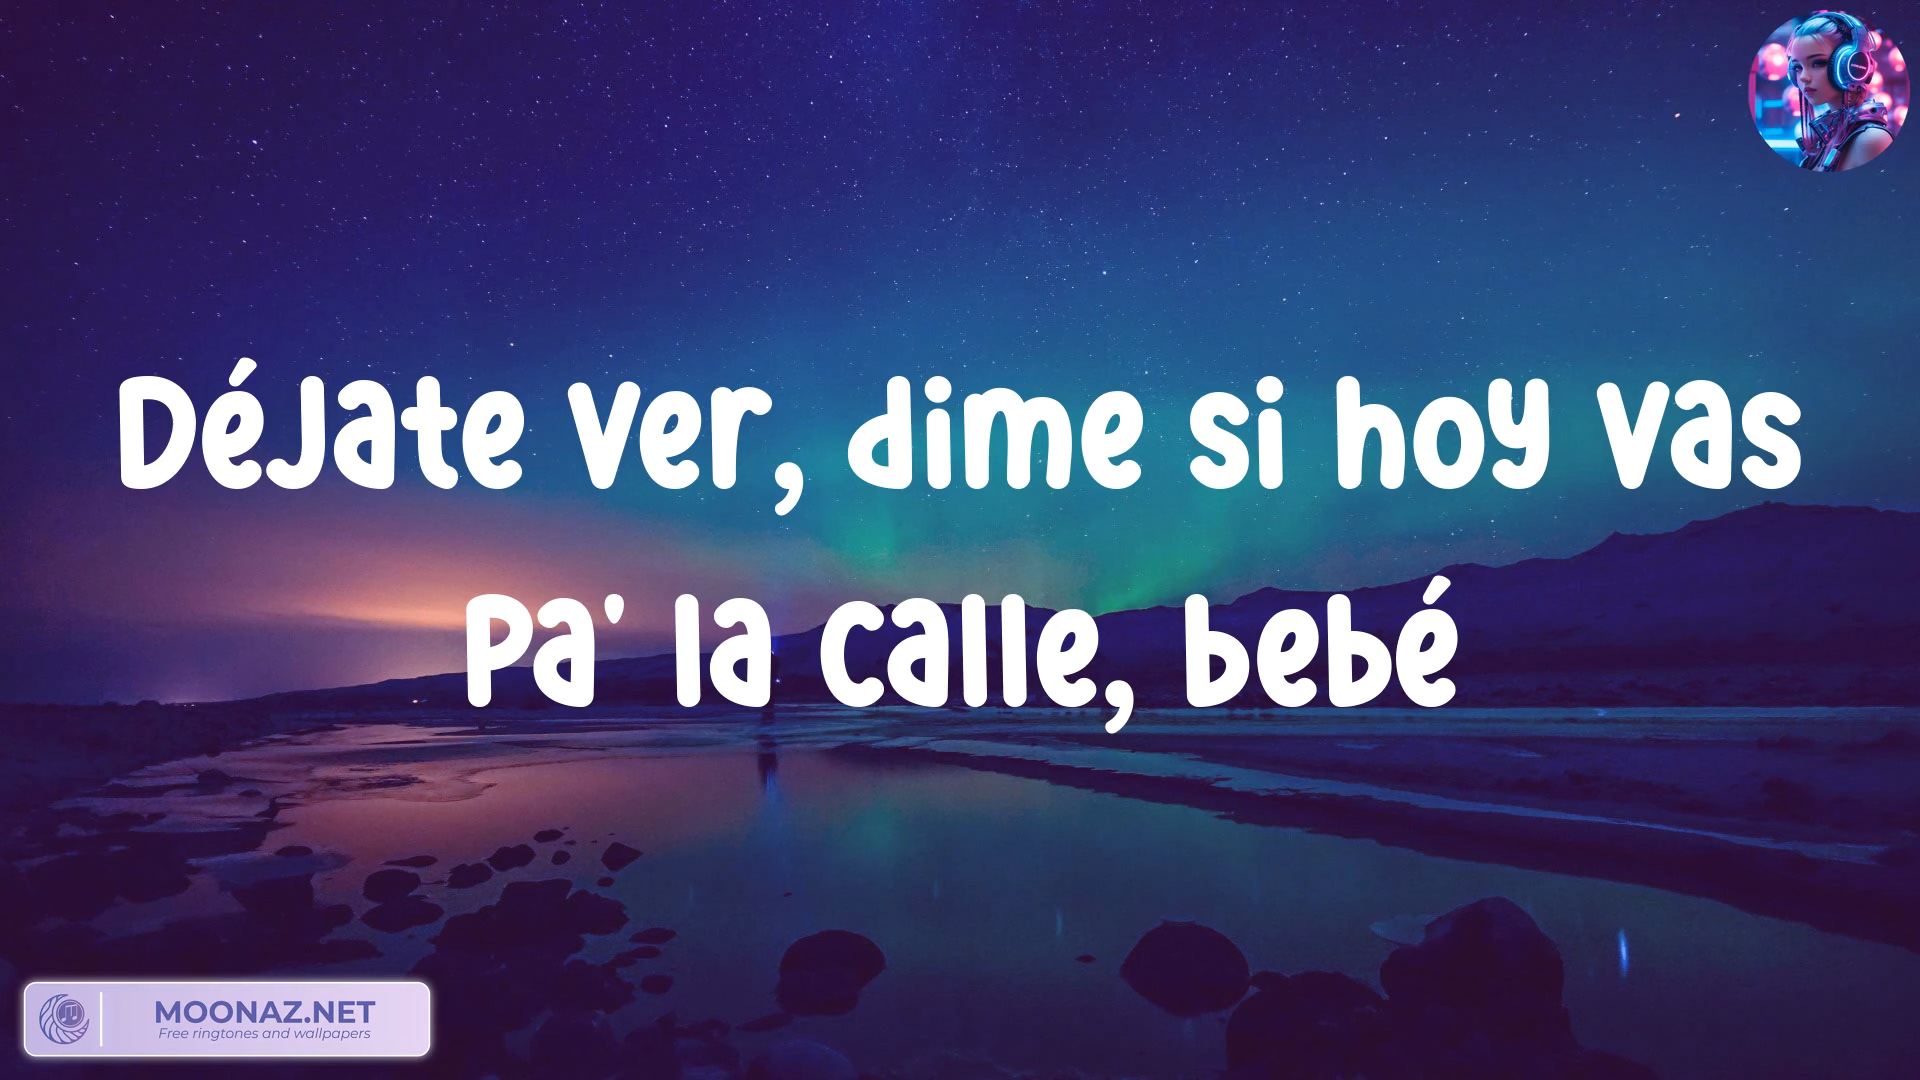 Déjate ver, dime si hoy vas
Pa' la calle, bebé
MOONAZ.NET
Free ringtones and wallpapers